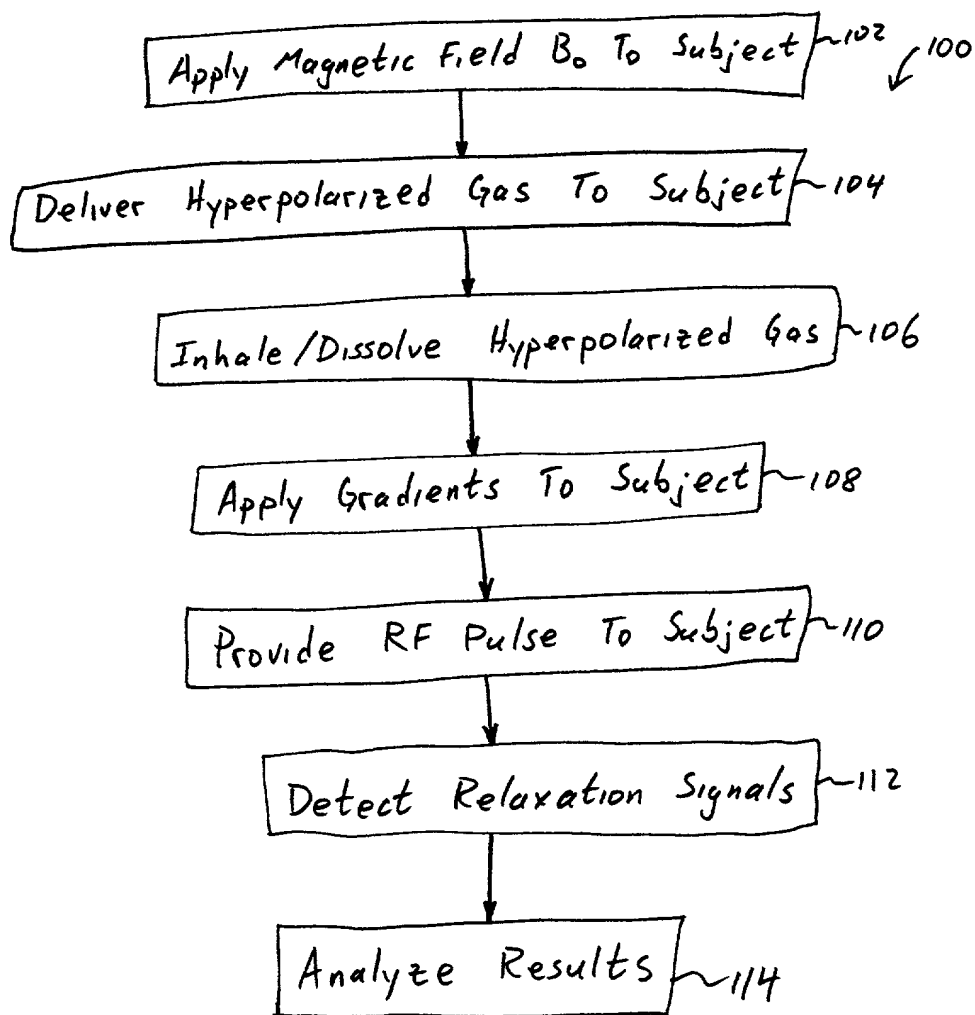 Apply Magnetic Field B₀ To Subject 102
100
Deliver Hyperpolarized Gas To Subject 104
Inhale/Dissolve Hyperpolarized Gas 106
Apply Gradients To Subject 108
Provide RF Pulse To Subject 110
Detect Relaxation Signals 112
Analyze Results 114